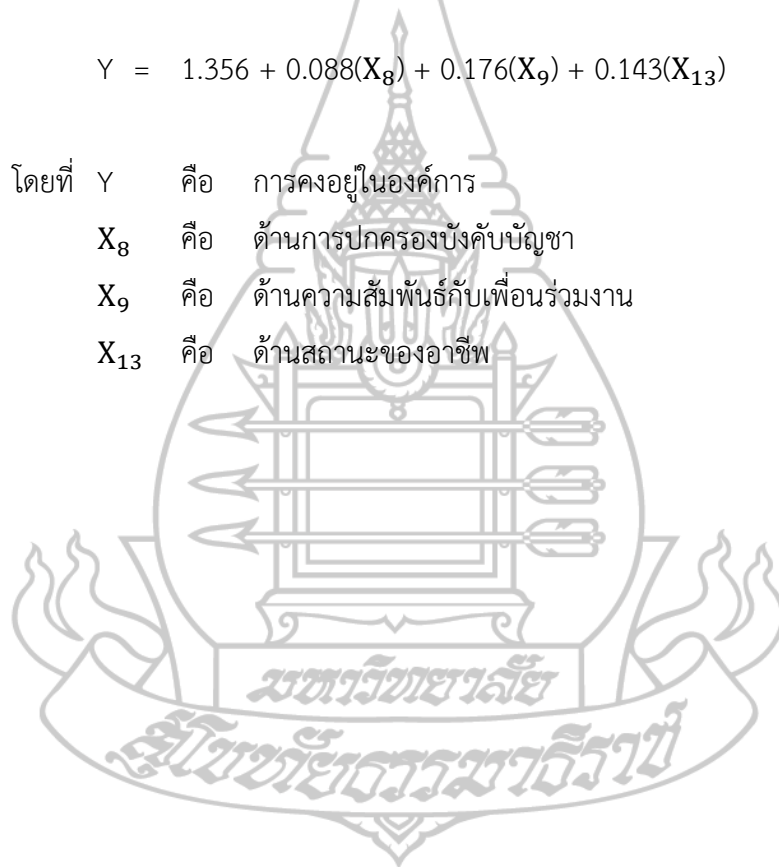 Y = 1.356 + 0.088(X₈) + 0.176(X₉) + 0.143(X₁₃)
โดยที่ Y คือ การคงอยู่ในองค์การ
X₈ คือ ด้านการปกครองบังคับบัญชา
X₉ คือ ด้านความสัมพันธ์กับเพื่อนร่วมงาน
X₁₃ คือ ด้านสถานะของอาชีพ
มหาวิทยาลัย
สุโขทัยธรรมาธิราช